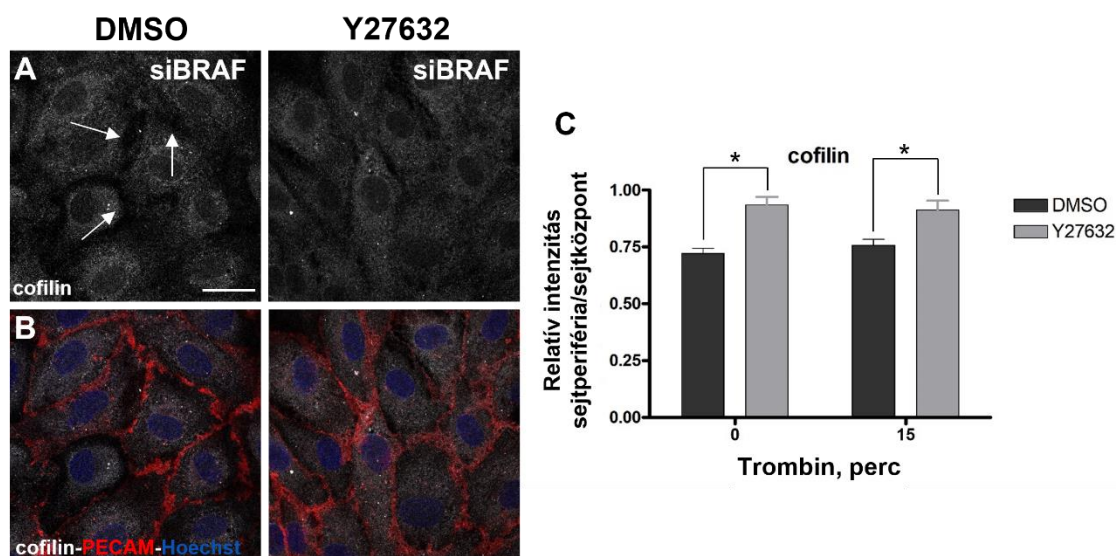 DMSO
Y27632
A
siBRAF
siBRAF
cofilin
B
cofilin-PECAM-Hoechst
C
cofilin
*
*
Relatív intenzitás
sejtperiféria/sejtközpont
1.00
0.75
0.50
0.25
0.00
0
15
Trombin, perc
DMSO
Y27632